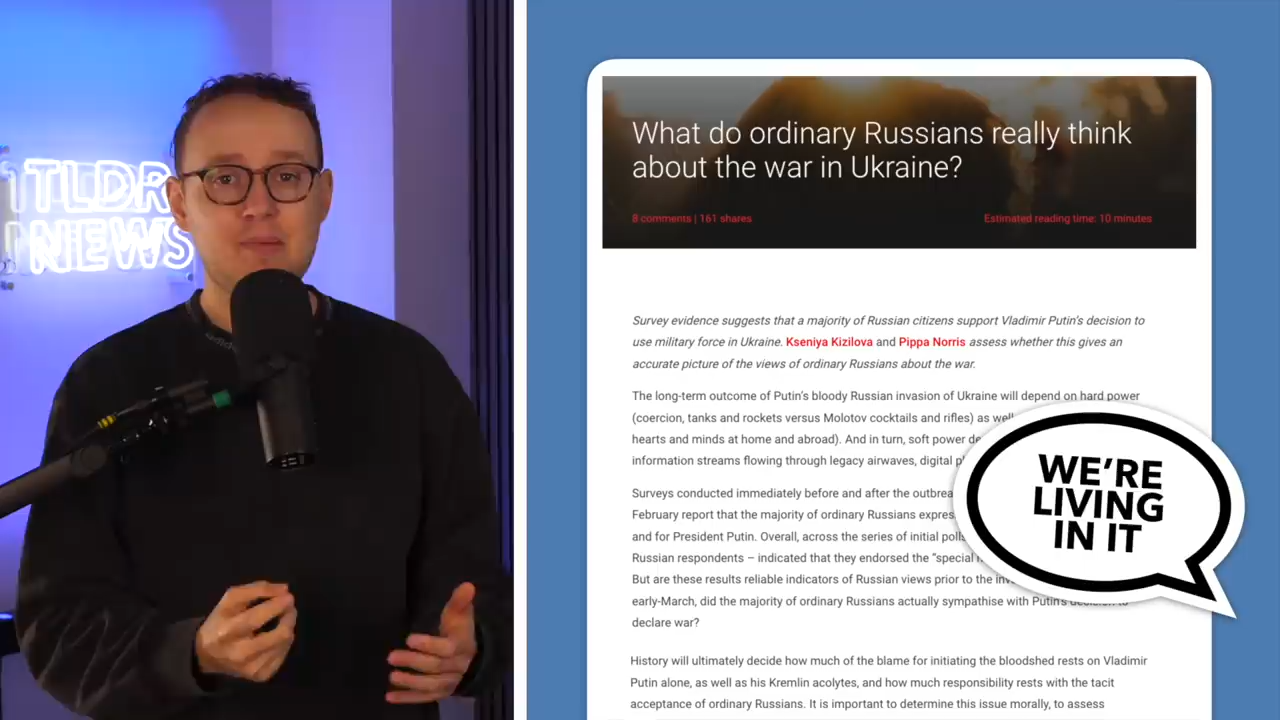 TLDR
NEWS
adidas
What do ordinary Russians really think
about the war in Ukraine?
8 comments | 161 shares
Estimated reading time: 10 minutes
Survey evidence suggests that a majority of Russian citizens support Vladimir Putin's decision to
use military force in Ukraine. Kseniya Kizilova and Pippa Norris assess whether this gives an
accurate picture of the views of ordinary Russians about the war.
The long-term outcome of Putin's bloody Russian invasion of Ukraine will depend on hard power
(coercion, tanks and rockets versus Molotov cocktails and rifles) as well
hearts and minds at home and abroad). And in turn, soft power
information streams flowing through legacy airwaves, digital
Surveys conducted immediately before and after the
February report that the majority of ordinary Russians
and for President Putin. Overall, across the series of initial polls
Russian respondents – indicated that they endorsed the "special
But are these results reliable indicators of Russian views prior to the
early-March, did the majority of ordinary Russians actually sympathise with Putin's decision to
declare war?
History will ultimately decide how much of the blame for initiating the bloodshed rests on Vladimir
Putin alone, as well as his Kremlin acolytes, and how much responsibility rests with the tacit
acceptance of ordinary Russians. It is important to determine this issue morally, to assess
WE'RE
LIVING
IN IT